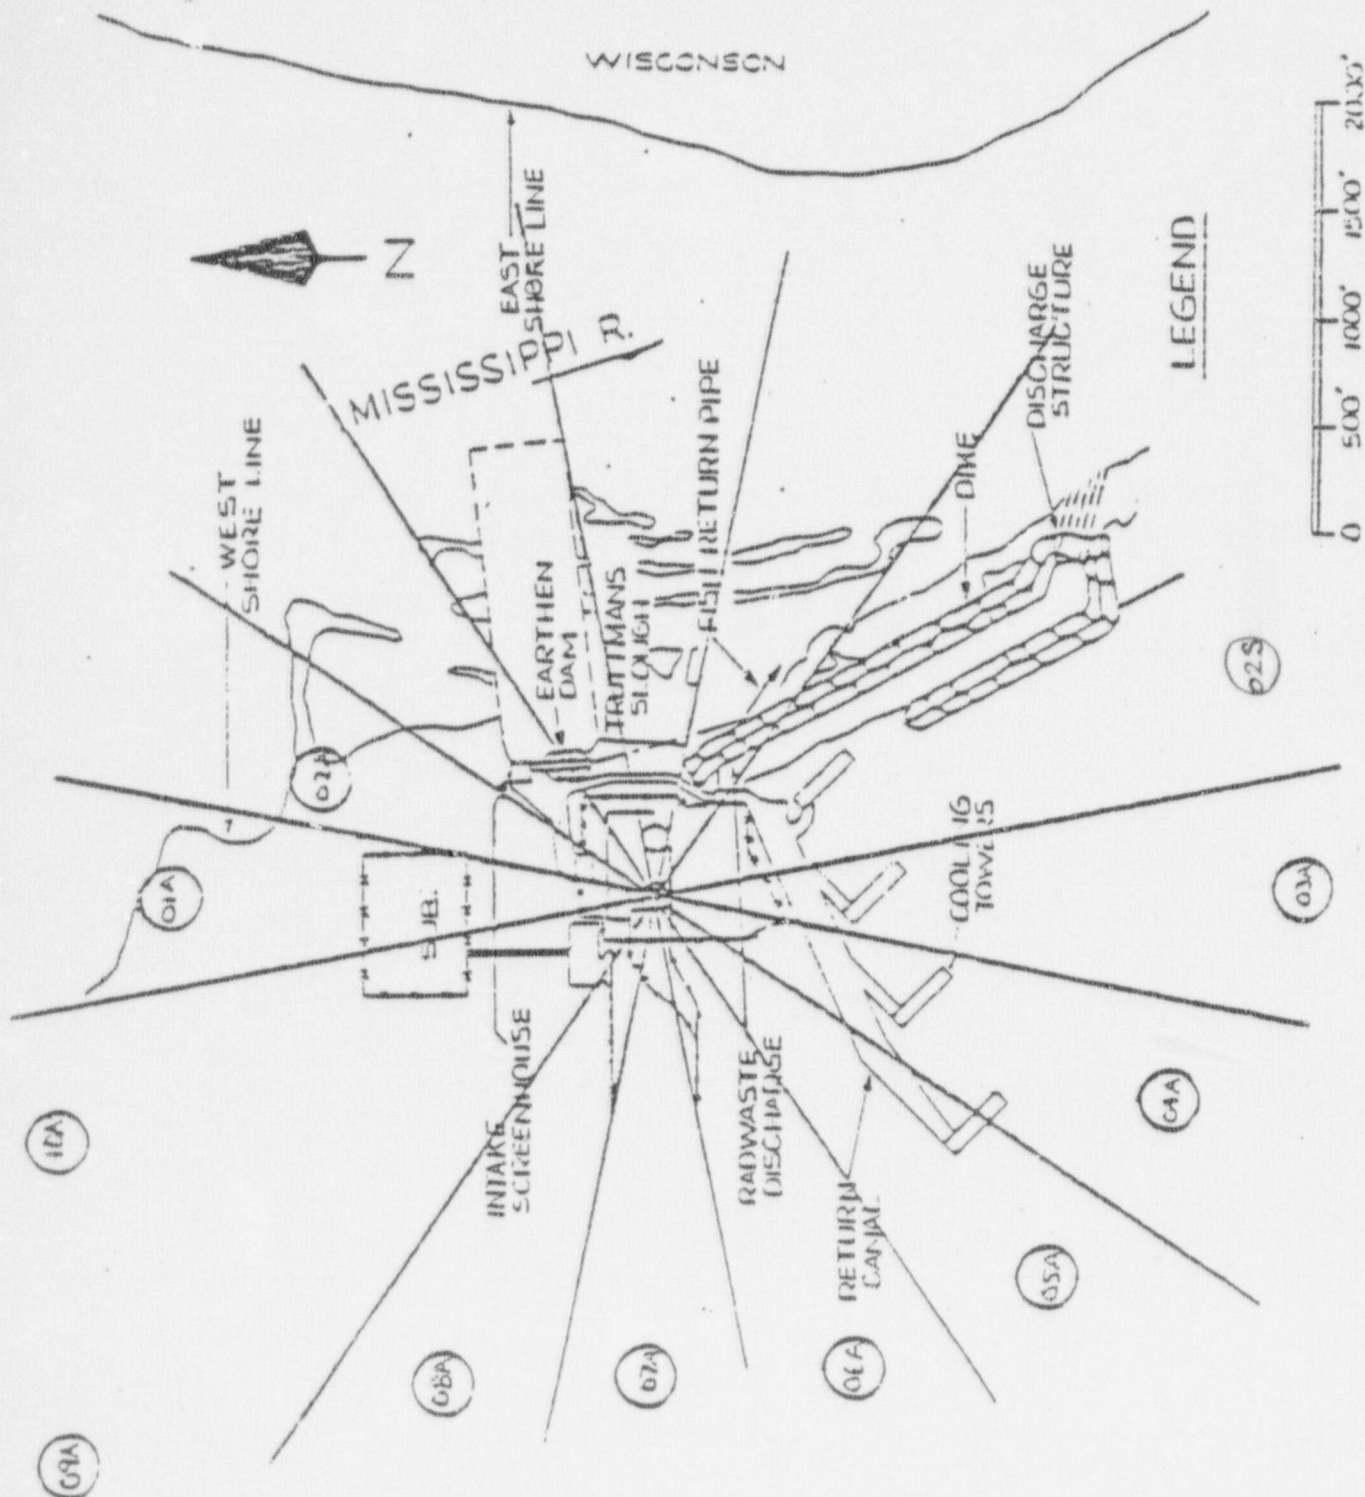 WISCONSON
EAST
SHORE LINE
N
MISSISSIPPI R.
WEST
SHORE LINE
EARTHEN
DAM
TRUTTMANS
SLOUGH
FISH RETURN PIPE
DIKE
DISCHARGE
STRUCTURE
LEGEND
0 500' 1000' 1500' 2000'
SUB.
INTAKE
SCREENHOUSE
RADWASTE
DISCHARGE
RETURN
CANAL
COOLING
TOWERS
01A
02A
02S
03A
04A
05A
06A
07A
08A
09A
10A